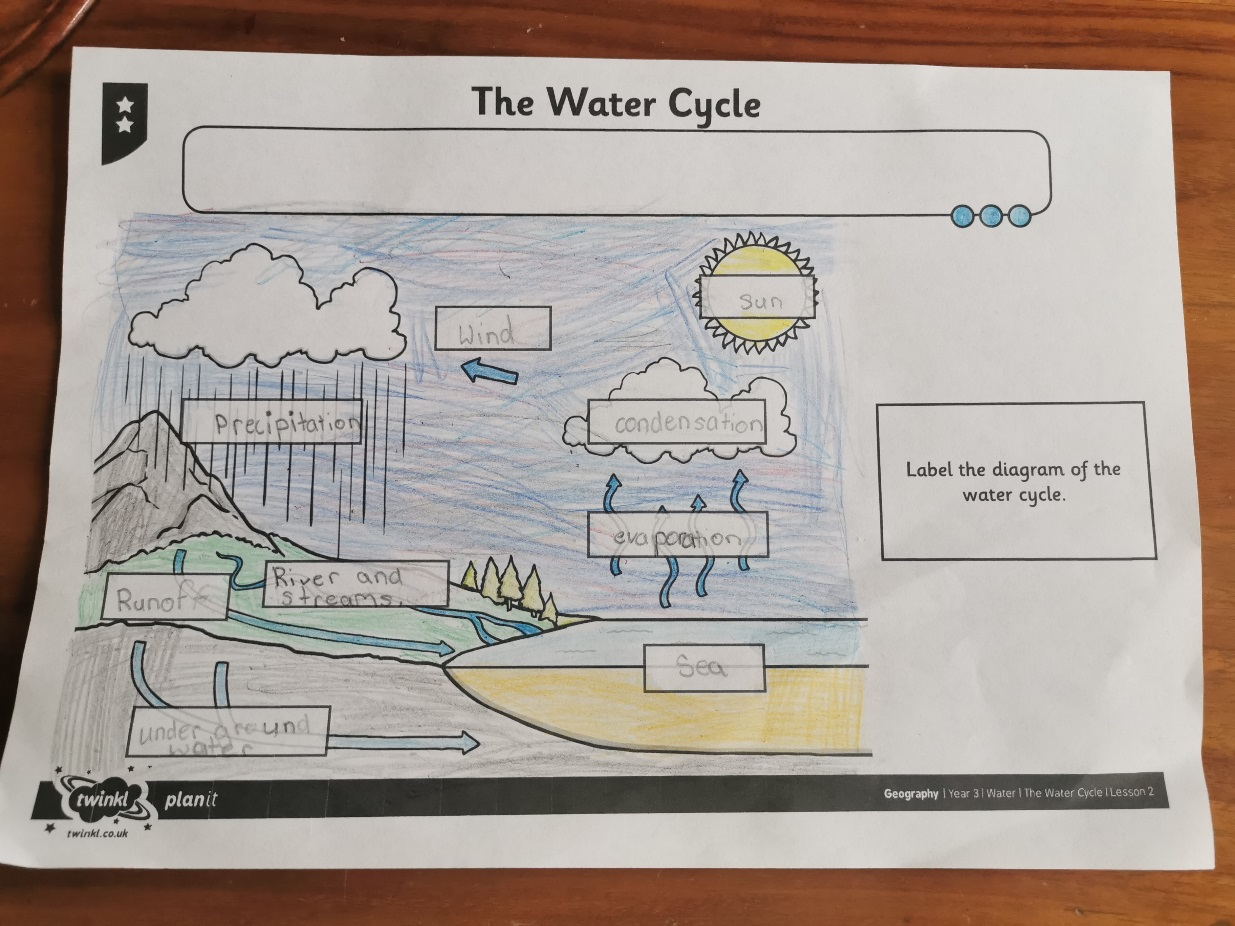 The Water Cycle
sun
Wind
Precipitation
condensation
Label the diagram of the
water cycle.
evaporation
River and
streams.
Runoff
Sea
under ground
water
twinkl
planit
twinkl.co.uk
Geography | Year 3 | Water | The Water Cycle | Lesson 2